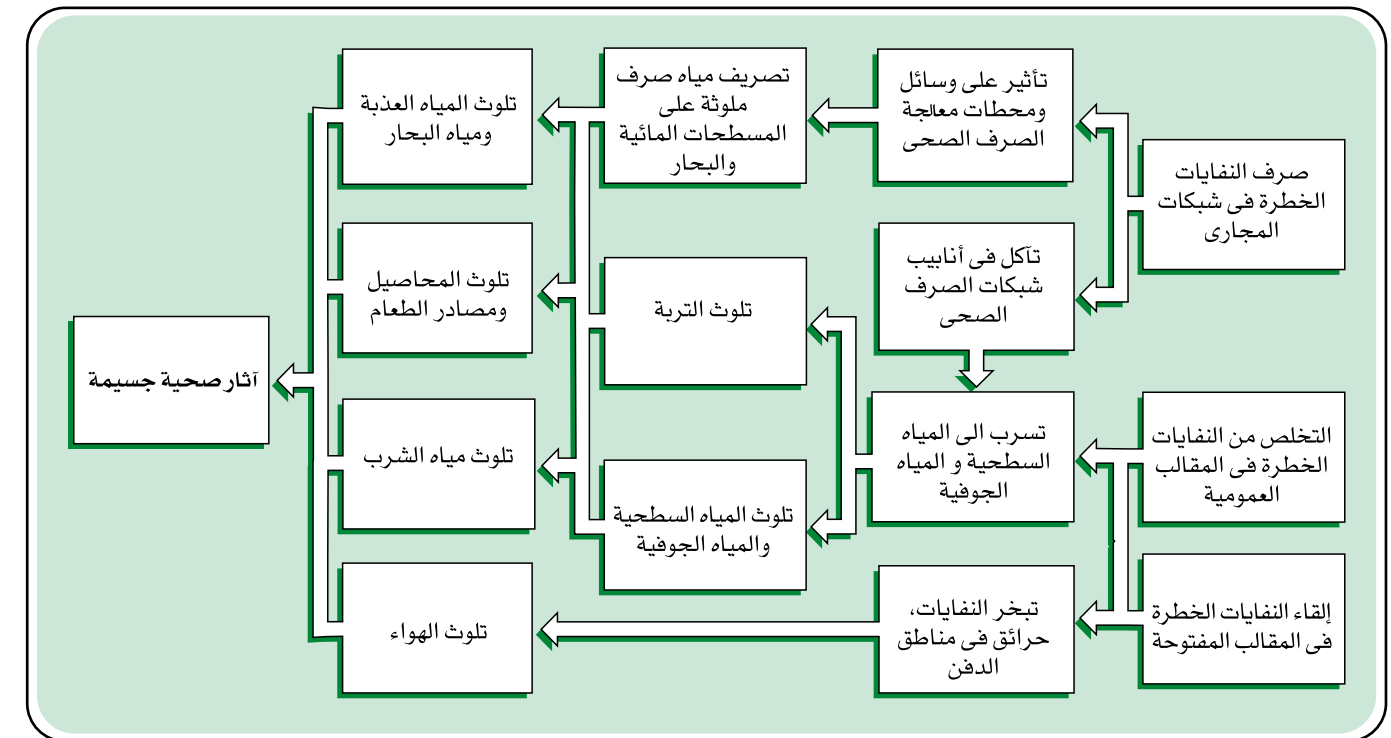 صرف النفايات
الخطرة فى شبكات
المجارى
تأثير على وسائل
ومحطات معالجة
الصرف الصحى
تصريف مياه صرف
ملوثة على
المسطحات المائية
والبحار
تلوث المياه العذبة
ومياه البحار
تآكل فى أنابيب
شبكات الصرف
الصحى
تلوث التربة
تلوث المحاصيل
ومصادر الطعام
آثار صحية جسيمة
التخلص من النفايات
الخطرة فى المقالب
العمومية
تسرب الى المياه
السطحية و المياه
الجوفية
تلوث المياه السطحية
والمياه الجوفية
تلوث مياه الشرب
إلقاء النفايات الخطرة
فى المقالب المفتوحة
تبخر النفايات،
حرائق فى مناطق
الدفن
تلوث الهواء